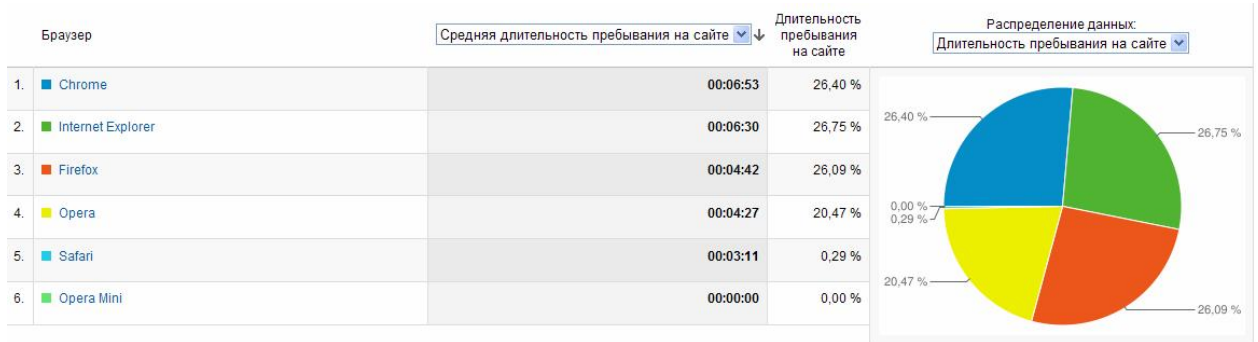 Браузер
Средняя длительность пребывания на сайте
Длительность
пребывания
на сайте
Распределение данных:
Длительность пребывания на сайте
1. Chrome 00:06:53 26,40 %
2. Internet Explorer 00:06:30 26,75 %
3. Firefox 00:04:42 26,09 %
4. Opera 00:04:27 20,47 %
5. Safari 00:03:11 0,29 %
6. Opera Mini 00:00:00 0,00 %
26,40 %
26,75 %
0,00 %
0,29 %
20,47 %
26,09 %